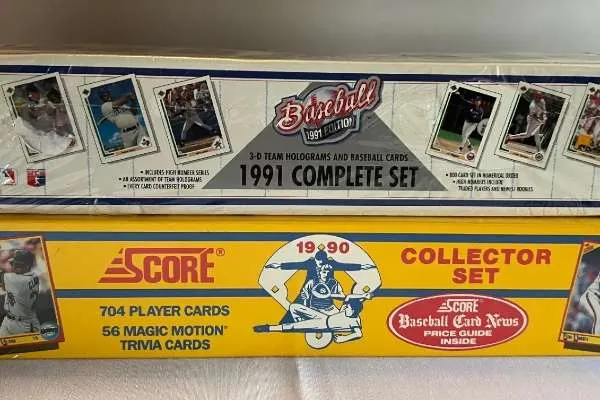 Baseball
1991 EDITION
3-D TEAM HOLOGRAMS AND BASEBALL CARDS
1991 COMPLETE SET
• INCLUDES HIGH NUMBER SERIES
• AN ASSORTMENT OF TEAM HOLOGRAMS
• EVERY CARD COUNTERFEIT PROOF
• 800 CARD SET IN NUMERICAL ORDER
• HIGH NUMBERS INCLUDE
TRADED PLAYERS AND NEWEST ROOKIES
SCORE®
704 PLAYER CARDS
56 MAGIC MOTION™
TRIVIA CARDS
1990
COLLECTOR
SET
SCORE®
Baseball Card News
PRICE GUIDE
INSIDE